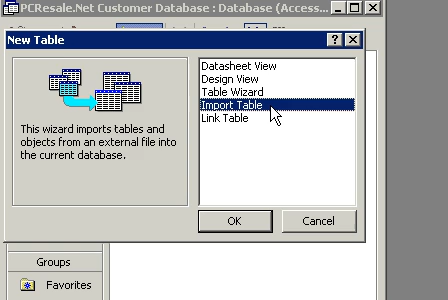 PCResale.Net Customer Database : Database (Access...
New Table
Datasheet View
Design View
Table Wizard
Import Table
Link Table
This wizard imports tables and
objects from an external file into
the current database.
OK
Cancel
Groups
Favorites